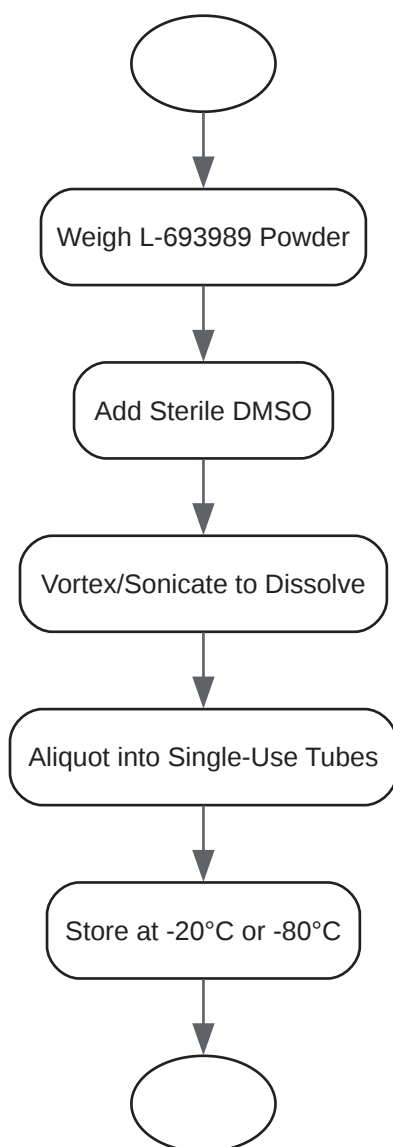 Weigh L-693989 Powder
Add Sterile DMSO
Vortex/Sonicate to Dissolve
Aliquot into Single-Use Tubes
Store at -20°C or -80°C